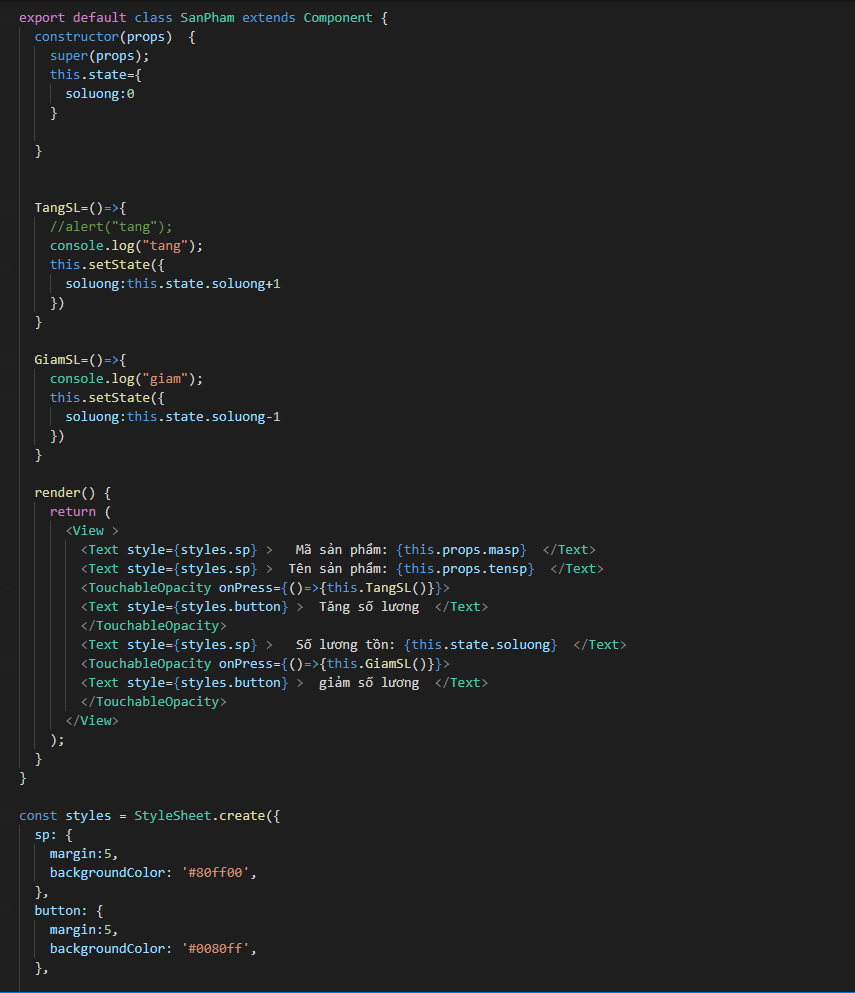 export default class SanPham extends Component {
constructor(props)  {
super(props);
this.state={
soluong:0
}
}
TangSL=()=>{
//alert("tang");
console.log("tang");
this.setState({
soluong:this.state.soluong+1
})
}
GiamSL=()=>{
console.log("giam");
this.setState({
soluong:this.state.soluong-1
})
}
render() {
return (
<View >
<Text style={styles.sp} >   Mã sản phẩm: {this.props.masp}  </Text>
<Text style={styles.sp} >  Tên sản phẩm: {this.props.tensp}  </Text>
<TouchableOpacity onPress={()=>{this.TangSL()}}>
<Text style={styles.button} >  Tăng số lương  </Text>
</TouchableOpacity>
<Text style={styles.sp} >   Số lương tồn: {this.state.soluong}  </Text>
<TouchableOpacity onPress={()=>{this.GiamSL()}}>
<Text style={styles.button} >  giảm số lương  </Text>
</TouchableOpacity>
</View>
);
}
}
const styles = StyleSheet.create({
sp: {
margin:5,
backgroundColor: '#80ff00',
},
button: {
margin:5,
backgroundColor: '#0080ff',
},